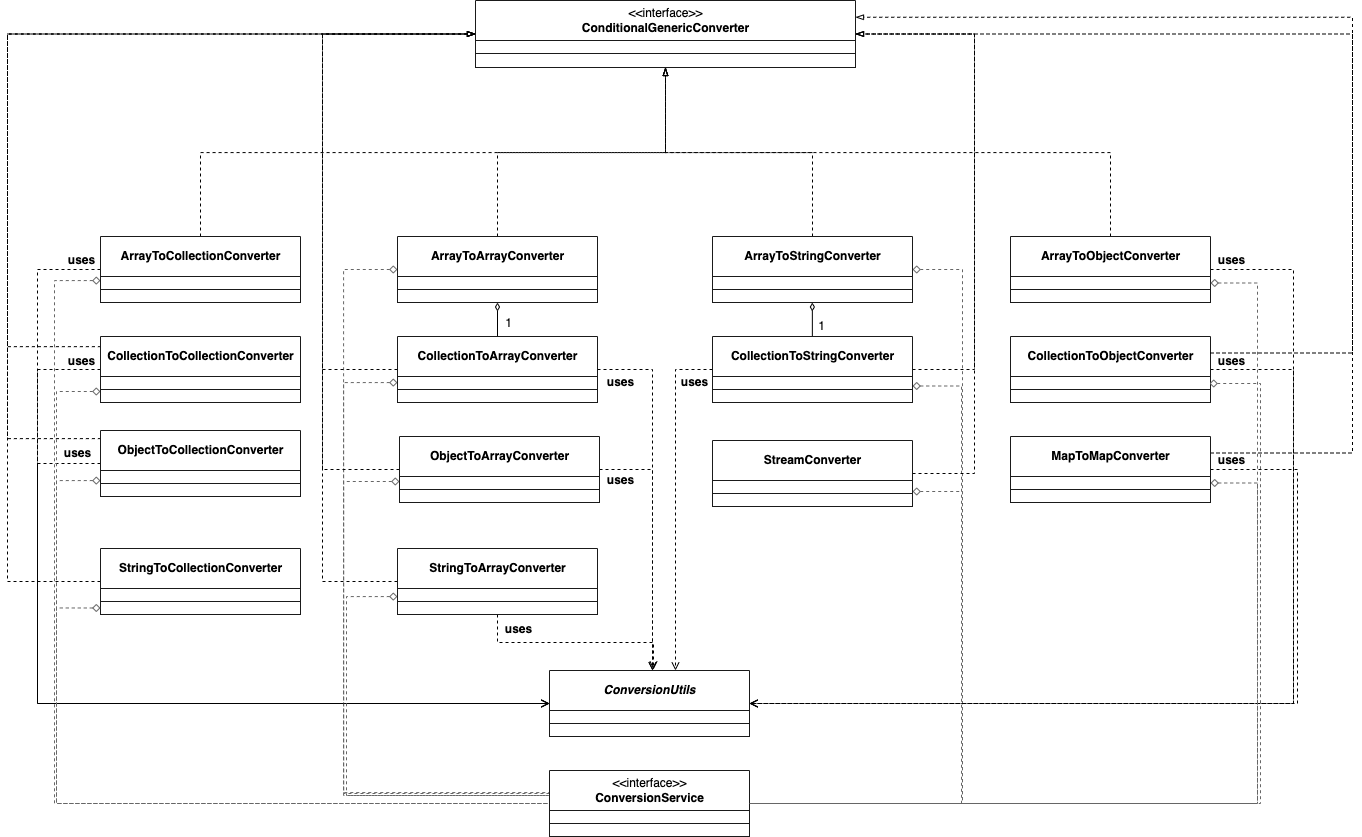 <<interface>>
ConditionalGenericConverter
uses
ArrayToCollectionConverter
ArrayToArrayConverter
ArrayToStringConverter
ArrayToObjectConverter
uses
1
1
uses
CollectionToCollectionConverter
CollectionToArrayConverter
uses
uses
CollectionToStringConverter
CollectionToObjectConverter
uses
uses
ObjectToCollectionConverter
ObjectToArrayConverter
uses
StreamConverter
MapToMapConverter
uses
StringToCollectionConverter
StringToArrayConverter
uses
ConversionUtils
<<interface>>
ConversionService